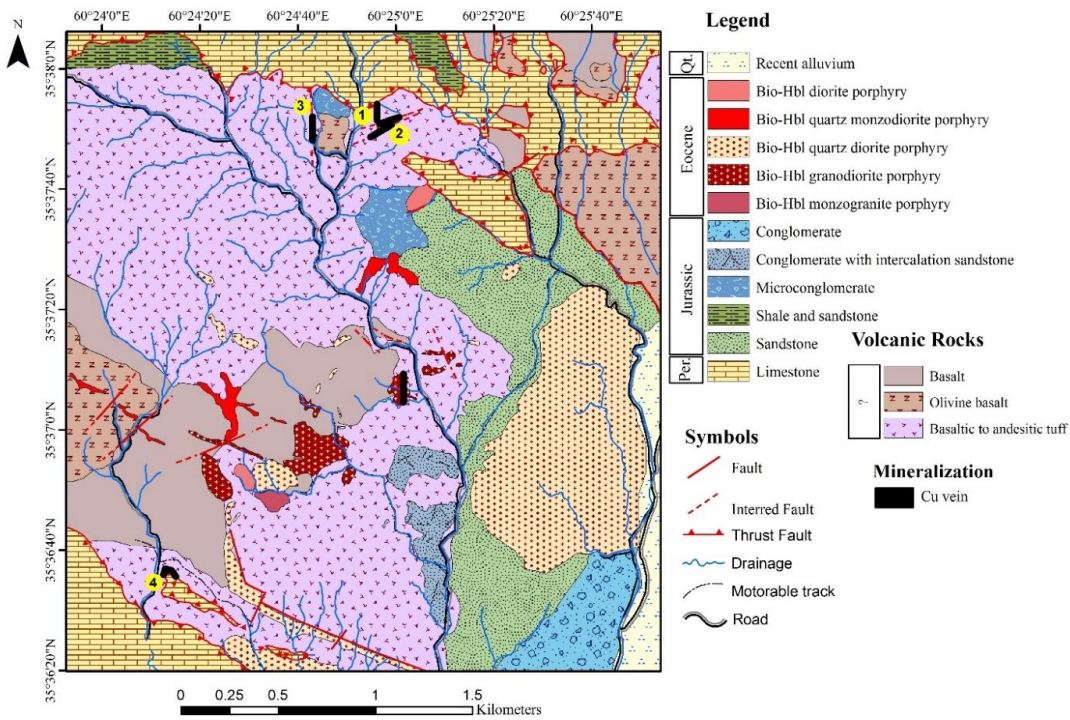 60°24'0"E 60°24'40"E 60°25'0"E 60°25'20"E 60°25'40"E
N
35°38'0"N
35°37'40"N
35°37'20"N
35°37'0"N
35°36'40"N
35°36'20"N
3
1
2
4
0 0.25 0.5 1 1.5
Kilometers
Legend
Qt.
Recent alluvium
Eocene
Bio-Hbl diorite porphyry
Bio-Hbl quartz monzodiorite porphyry
Bio-Hbl quartz diorite porphyry
Bio-Hbl granodiorite porphyry
Bio-Hbl monzogranite porphyry
Jurassic
Conglomerate
Conglomerate with intercalation sandstone
Microconglomerate
Shale and sandstone
Sandstone
Per.
Limestone
Volcanic Rocks
?
Basalt
Olivine basalt
Basaltic to andesitic tuff
Symbols
Fault
Interred Fault
Thrust Fault
Drainage
Motorable track
Road
Mineralization
Cu vein